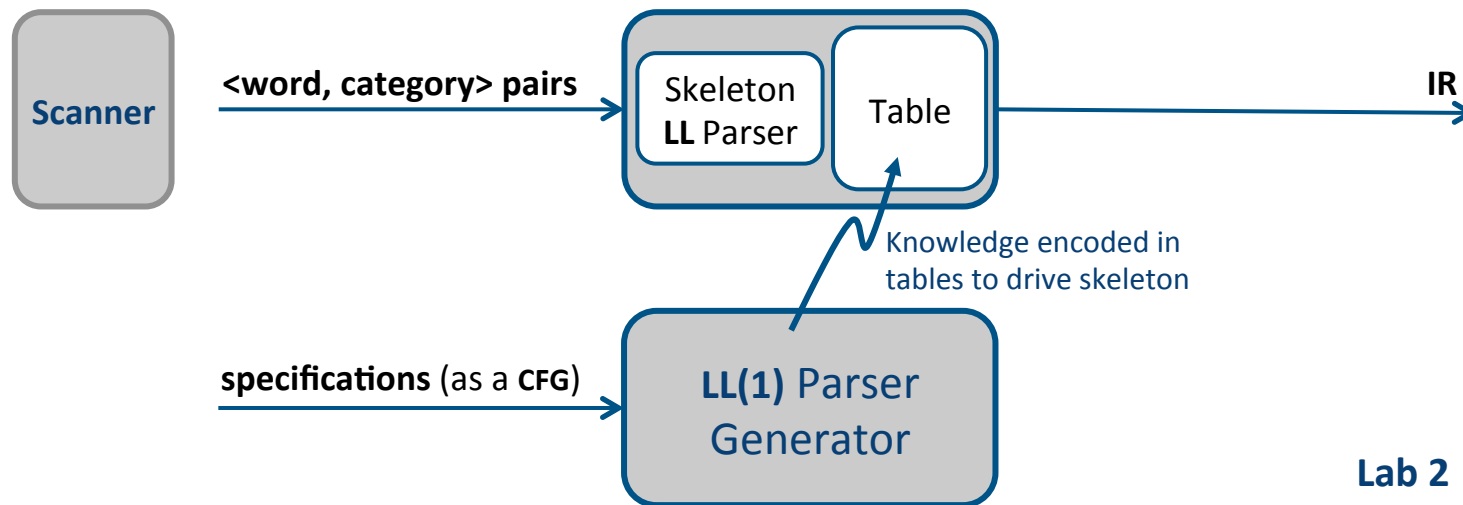 Scanner
<word, category> pairs
Skeleton
LL Parser
Table
IR
Knowledge encoded in
tables to drive skeleton
specifications (as a CFG)
LL(1) Parser
Generator
Lab 2